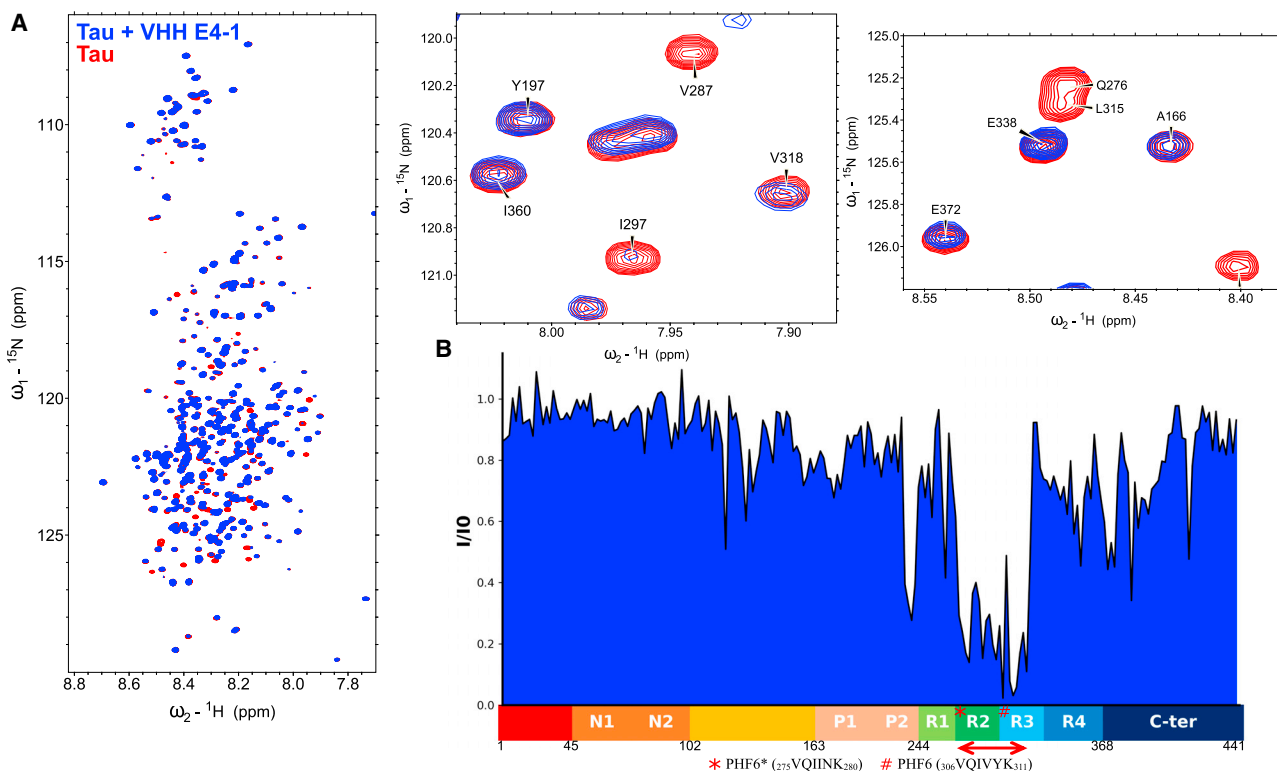 A
Tau + VHH E4-1
Tau
110
115
120
125
8.8
8.6
8.4
8.2
8.0
7.8
ω1 - 15N (ppm)
ω2 - 1H (ppm)
120.0
120.2
120.4
120.6
120.8
121.0
Y197
V287
I360
V318
I297
8.00
7.95
7.90
ω1 - 15N (ppm)
ω2 - 1H (ppm)
125.0
125.2
125.4
125.6
125.8
126.0
Q276
L315
E338
A166
E372
8.55
8.50
8.45
8.40
ω1 - 15N (ppm)
ω2 - 1H (ppm)
B
I/I0
1.0
0.8
0.6
0.4
0.2
0.0
N1 N2 P1 P2 R1 * R2 # R3 R4 C-ter
1 45 102 163 244 368 441
* PHF6* (275VQIINK280) # PHF6 (306VQIVYK311)